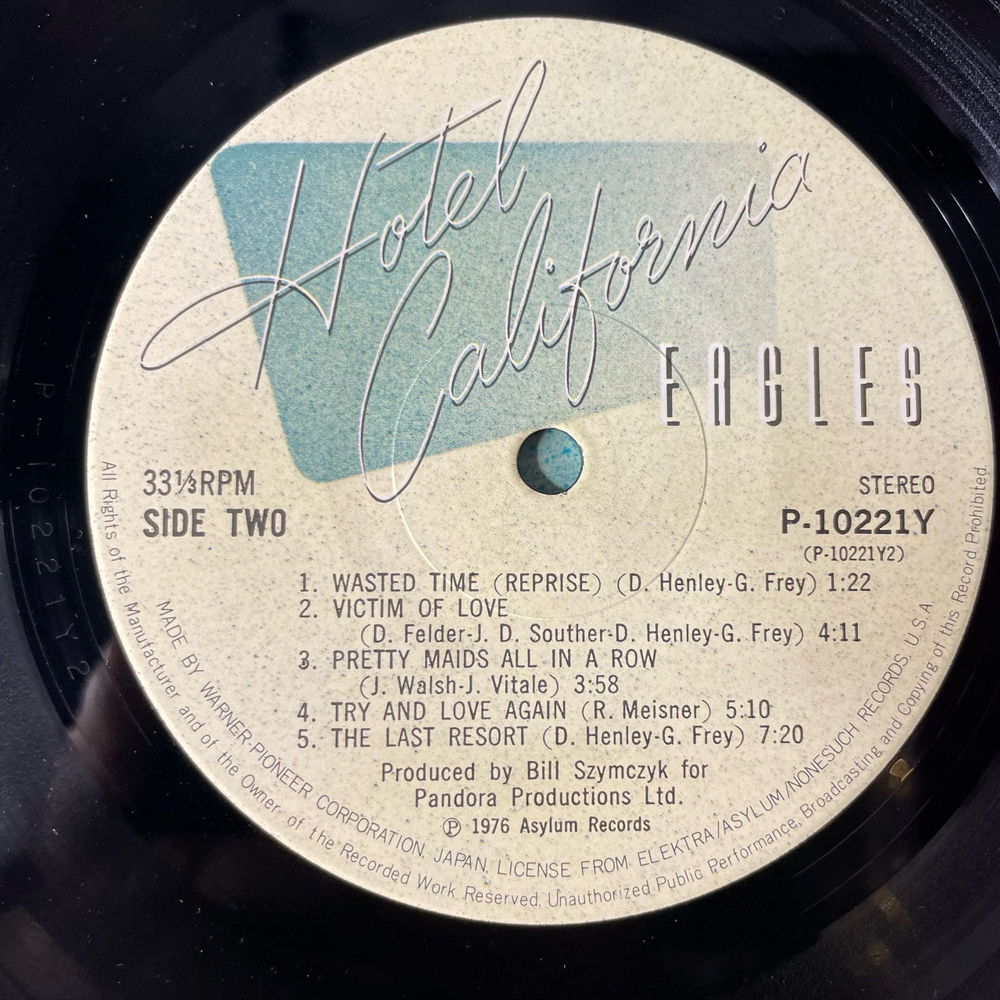 Hotel
California
EAGLES
33⅓RPM
STEREO
SIDE TWO
P-10221Y
(P-10221Y2)
1. WASTED TIME (REPRISE) (D. Henley-G. Frey) 1:22
2. VICTIM OF LOVE
(D. Felder-J. D. Souther-D. Henley-G. Frey) 4:11
3. PRETTY MAIDS ALL IN A ROW
(J. Walsh-J. Vitale) 3:58
4. TRY AND LOVE AGAIN (R. Meisner) 5:10
5. THE LAST RESORT (D. Henley-G. Frey) 7:20
Produced by Bill Szymczyk for
Pandora Productions Ltd.
Ⓟ 1976 Asylum Records
MADE BY WARNER-PIONEER CORPORATION, JAPAN. LICENSE FROM ELEKTRA/ASYLUM/NONESUCH RECORDS. U.S.A
All Rights of the Manufacturer and of the Owner of the Recorded Work Reserved. Unauthorized Public Performance, Broadcasting and Copying of this Record Prohibited.
P-10221Y2